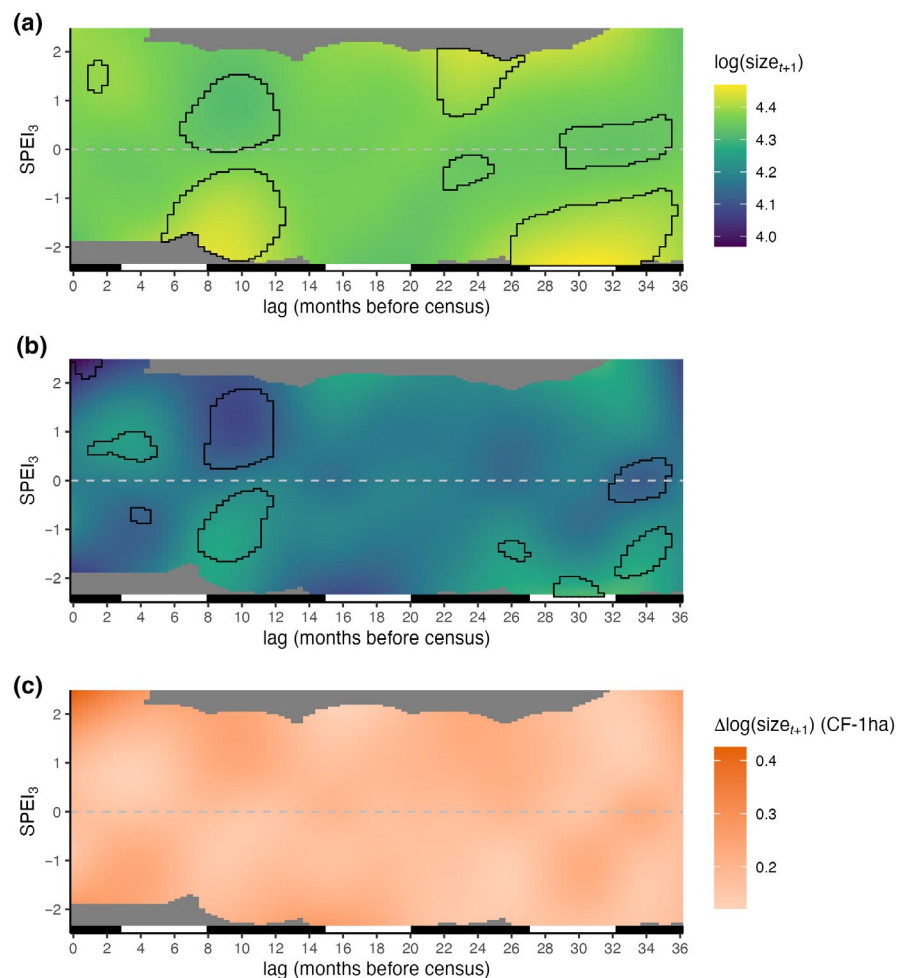 (a)
SPEI₃
2
1
0
−1
−2
0 2 4 6 8 10 12 14 16 18 20 22 24 26 28 30 32 34 36
lag (months before census)
log(sizeₜ₊₁)
4.4
4.3
4.2
4.1
4.0
(b)
SPEI₃
2
1
0
−1
−2
0 2 4 6 8 10 12 14 16 18 20 22 24 26 28 30 32 34 36
lag (months before census)
(c)
SPEI₃
2
1
0
−1
−2
0 2 4 6 8 10 12 14 16 18 20 22 24 26 28 30 32 34 36
lag (months before census)
Δlog(sizeₜ₊₁) (CF-1ha)
0.4
0.3
0.2